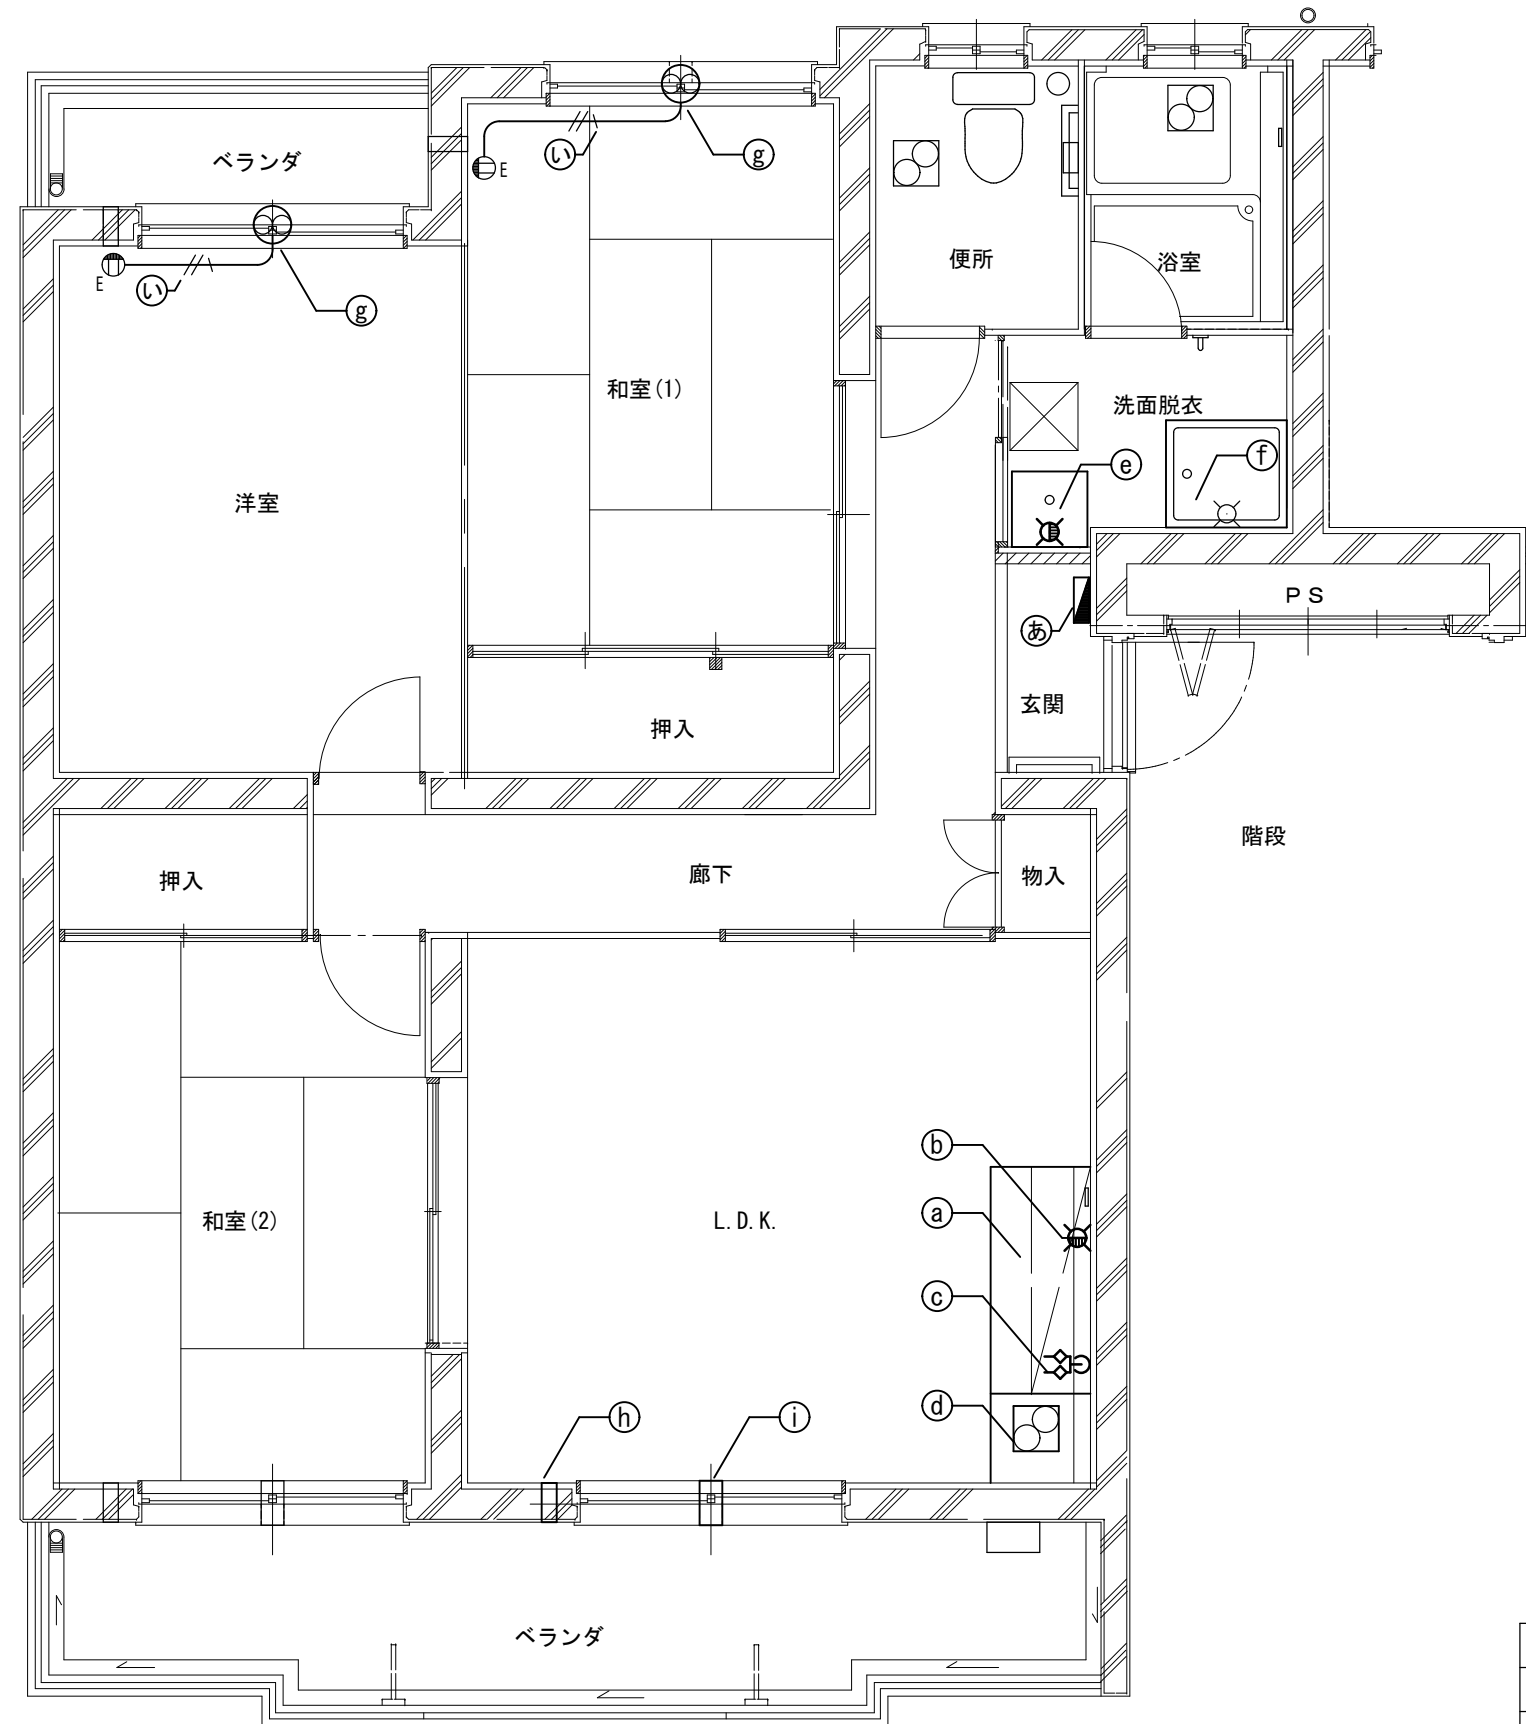 ベランダ
E
い
g
E
い
g
便所
浴室
和室(1)
洗面脱衣
e
f
洋室
PS
あ
玄関
押入
階段
押入
廊下
物入
b
a
和室(2)
L.D.K.
c
d
h
i
ベランダ